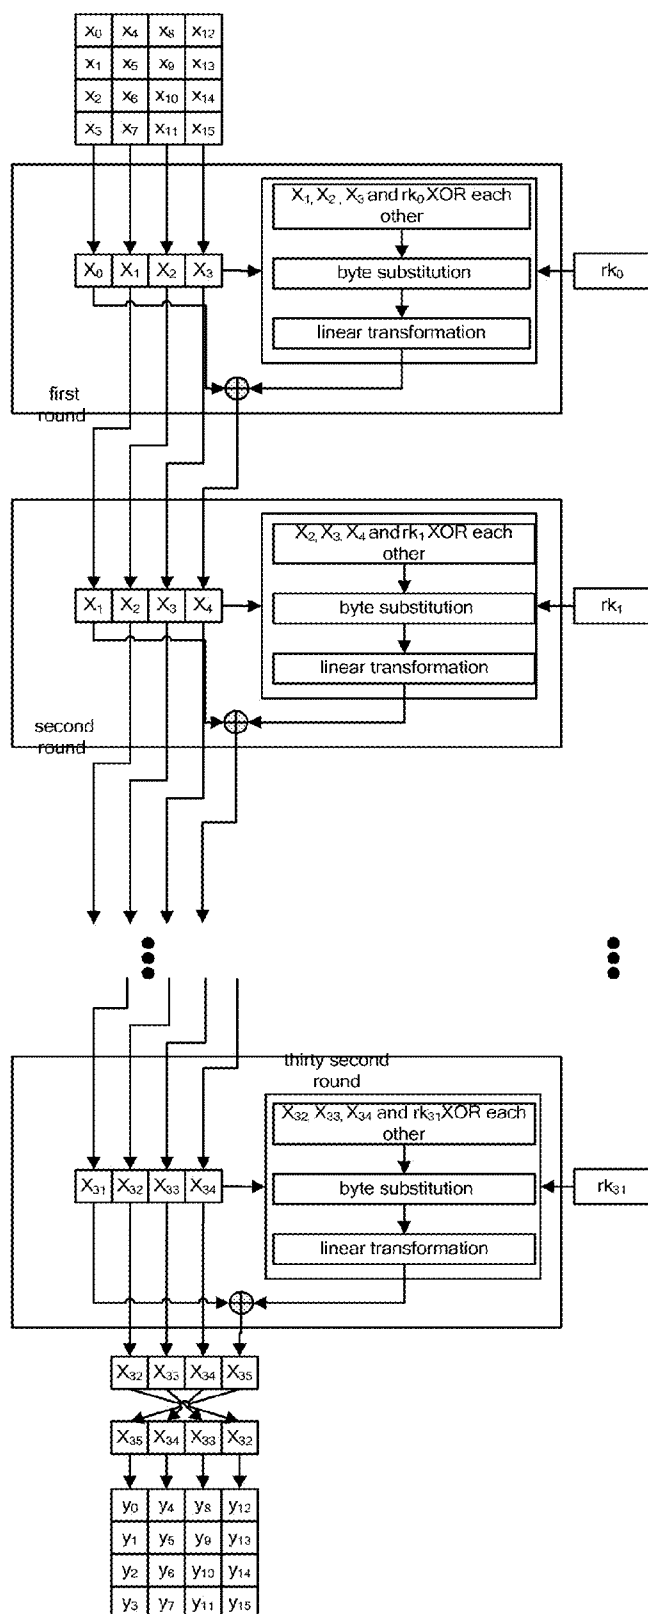 x₀ x₄ x₈ x₁₂
x₁ x₅ x₉ x₁₃
x₂ x₆ x₁₀ x₁₄
x₃ x₇ x₁₁ x₁₅
X₁, X₂, X₃ and rk₀ XOR each
other
X₀ X₁ X₂ X₃
byte substitution
rk₀
linear transformation
first
round
X₂, X₃, X₄ and rk₁ XOR each
other
X₁ X₂ X₃ X₄
byte substitution
rk₁
linear transformation
second
round
thirty second
round
X₃₂, X₃₃, X₃₄ and rk₃₁ XOR each
other
X₃₁ X₃₂ X₃₃ X₃₄
byte substitution
rk₃₁
linear transformation
X₃₂ X₃₃ X₃₄ X₃₅
X₃₅ X₃₄ X₃₃ X₃₂
y₀ y₄ y₈ y₁₂
y₁ y₅ y₉ y₁₃
y₂ y₆ y₁₀ y₁₄
y₃ y₇ y₁₁ y₁₅